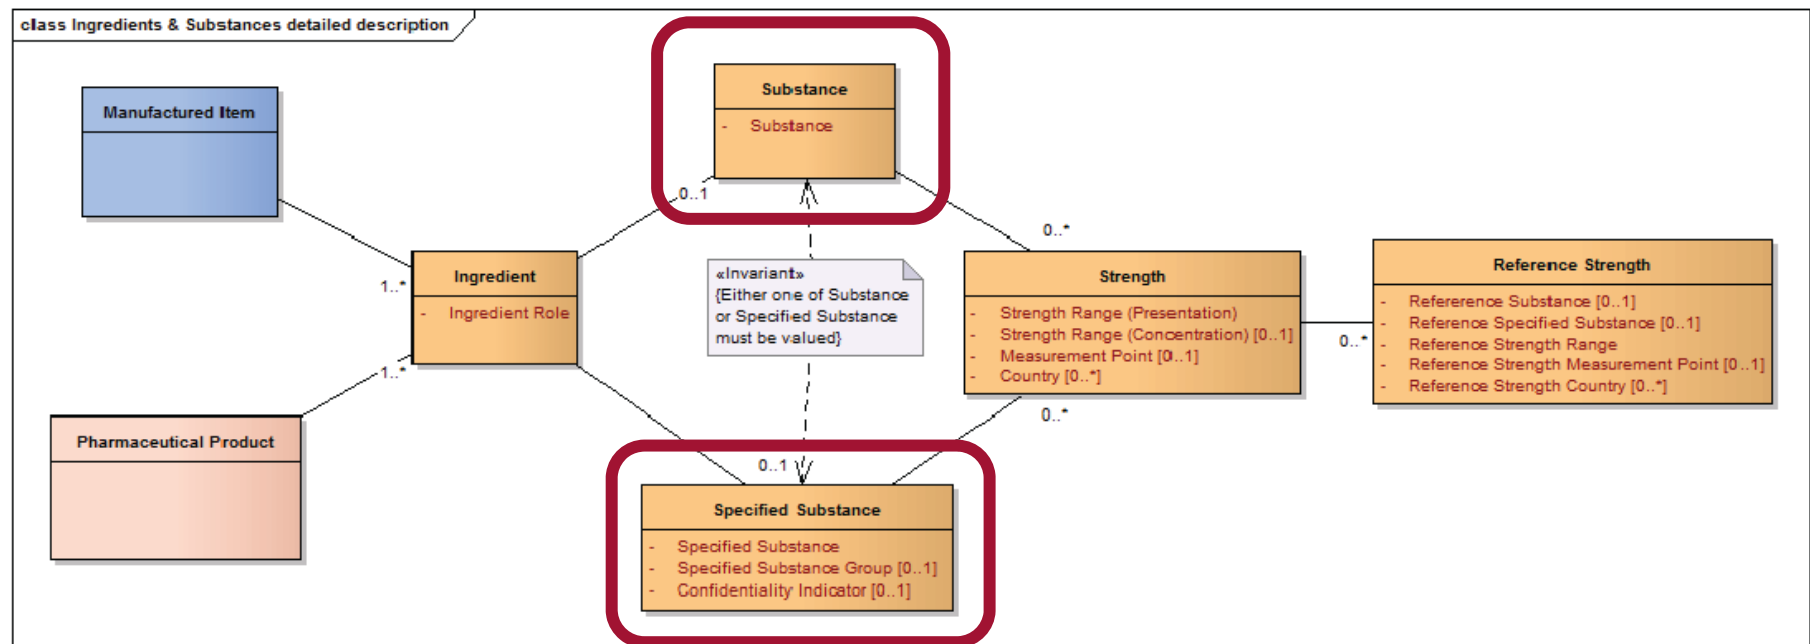 class Ingredients & Substances detailed description
Manufactured Item
Substance
- Substance
0..1
0..*
1..*
Ingredient
- Ingredient Role
«Invariant»
{Either one of Substance
or Specified Substance
must be valued}
Strength
- Strength Range (Presentation)
- Strength Range (Concentration) [0..1]
- Measurement Point [0..1]
- Country [0..*]
0..*
Reference Strength
- Refererence Substance [0..1]
- Reference Specified Substance [0..1]
- Reference Strength Range
- Reference Strength Measurement Point [0..1]
- Reference Strength Country [0..*]
1..*
0..*
Pharmaceutical Product
0..1
Specified Substance
- Specified Substance
- Specified Substance Group [0..1]
- Confidentiality Indicator [0..1]